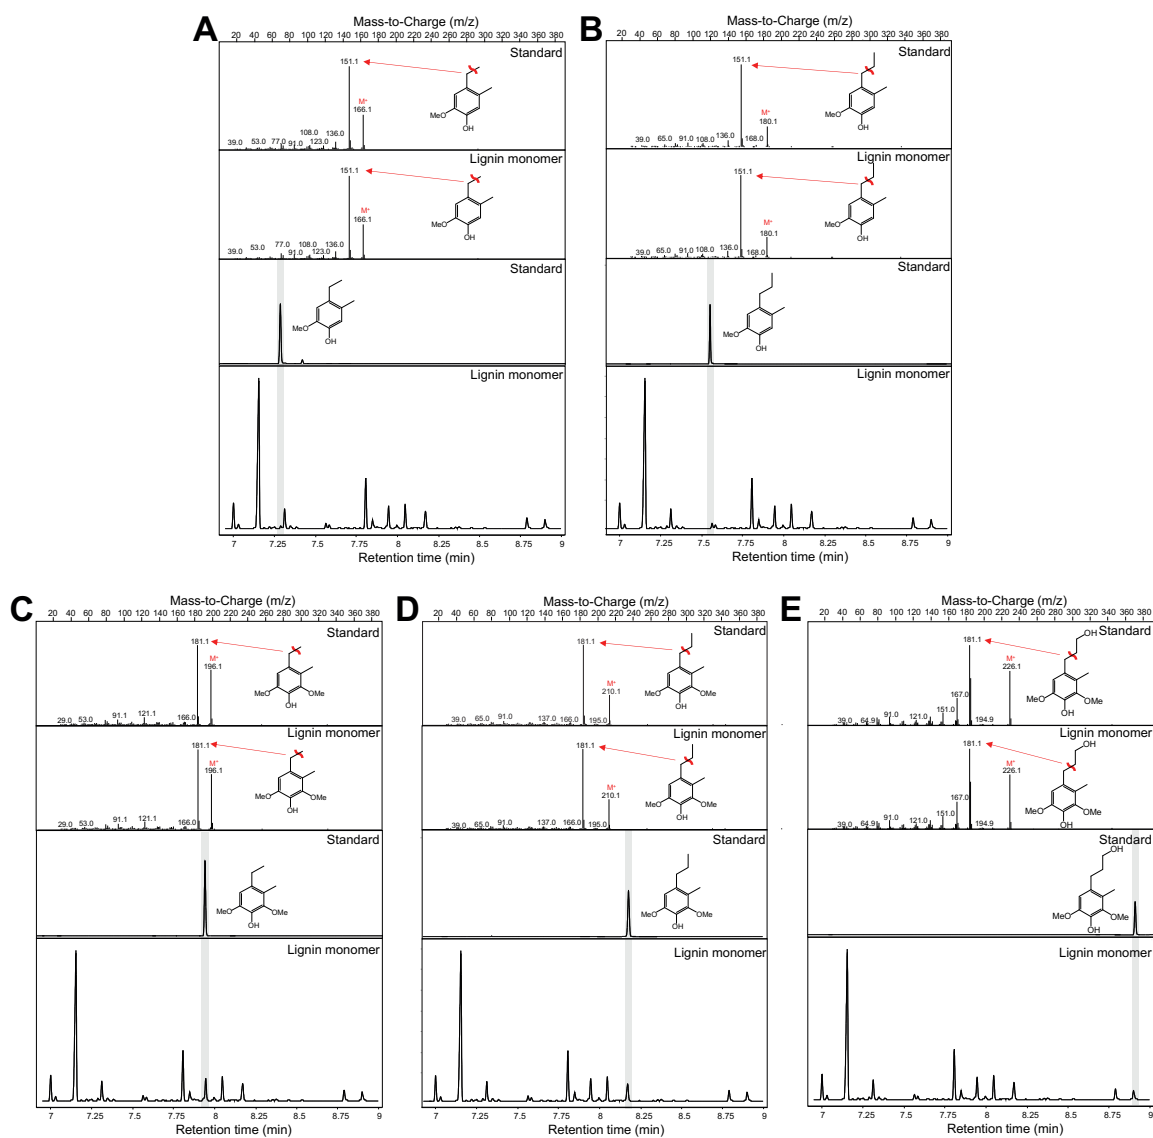 A
Mass-to-Charge (m/z)
20 40 60 80 100 120 140 160 180 200 220 240 260 280 300 320 340 360 380
Standard
151.1
M⁺
166.1
39.0 53.0 77.0 91.0 108.0 123.0 136.0
MeO
OH
Lignin monomer
151.1
M⁺
166.1
39.0 53.0 77.0 91.0 108.0 123.0 136.0
MeO
OH
Standard
MeO
OH
Lignin monomer
7 7.25 7.5 7.75 8 8.25 8.5 8.75 9
Retention time (min)
B
Mass-to-Charge (m/z)
20 40 60 80 100 120 140 160 180 200 220 240 260 280 300 320 340 360 380
Standard
151.1
M⁺
180.1
39.0 65.0 91.0 108.0 136.0 168.0
MeO
OH
Lignin monomer
151.1
M⁺
180.1
39.0 65.0 91.0 108.0 136.0 168.0
MeO
OH
Standard
MeO
OH
Lignin monomer
7 7.25 7.5 7.75 8 8.25 8.5 8.75 9
Retention time (min)
C
Mass-to-Charge (m/z)
20 40 60 80 100 120 140 160 180 200 220 240 260 280 300 320 340 360 380
Standard
181.1
M⁺
196.1
29.0 53.0 91.1 121.1 166.0
MeO OMe
OH
Lignin monomer
181.1
M⁺
196.1
29.0 53.0 91.1 121.1 166.0
MeO OMe
OH
Standard
MeO OMe
OH
Lignin monomer
7 7.25 7.5 7.75 8 8.25 8.5 8.75 9
Retention time (min)
D
Mass-to-Charge (m/z)
20 40 60 80 100 120 140 160 180 200 220 240 260 280 300 320 340 360 380
Standard
181.1
M⁺
210.1
39.0 65.0 91.0 137.0 166.0 195.0
MeO OMe
OH
Lignin monomer
181.1
M⁺
210.1
39.0 65.0 91.0 137.0 166.0 195.0
MeO OMe
OH
Standard
MeO OMe
OH
Lignin monomer
7 7.25 7.5 7.75 8 8.25 8.5 8.75 9
Retention time (min)
E
Mass-to-Charge (m/z)
20 40 60 80 100 120 140 160 180 200 220 240 260 280 300 320 340 360 380
Standard
OH
181.1
M⁺
226.1
39.0 64.9 91.0 121.0 151.0 167.0 194.9
MeO OMe
OH
Lignin monomer
OH
181.1
M⁺
226.1
39.0 64.9 91.0 121.0 151.0 167.0 194.9
MeO OMe
OH
Standard
OH
MeO OMe
OH
Lignin monomer
7 7.25 7.5 7.75 8 8.25 8.5 8.75 9
Retention time (min)